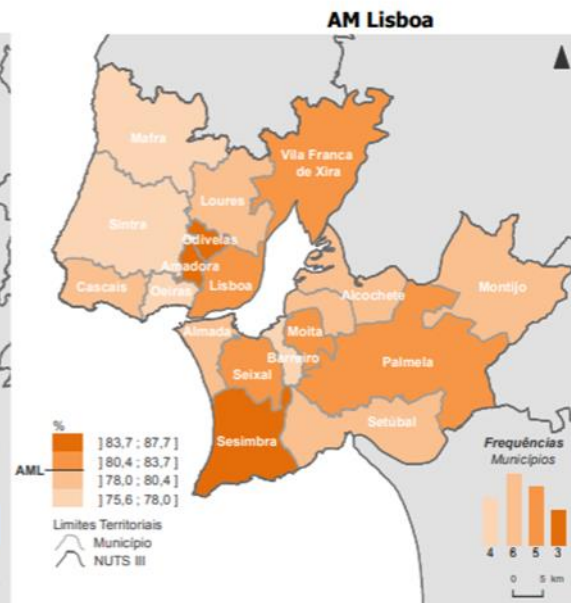 AM Lisboa
Mafra
Vila Franca
de Xira
Loures
Sintra
Odivelas
Amadora
Lisboa
Cascais
Oeiras
Alcochete
Montijo
Almada
Moita
Barreiro
Palmela
Seixal
Setúbal
Sesimbra
%
] 83,7 ; 87,7 ]
] 80,4 ; 83,7 ]
AML
] 78,0 ; 80,4 ]
] 75,6 ; 78,0 ]
Limites Territoriais
Município
NUTS III
Frequências
Municípios
4 6 5 3
0 5 km